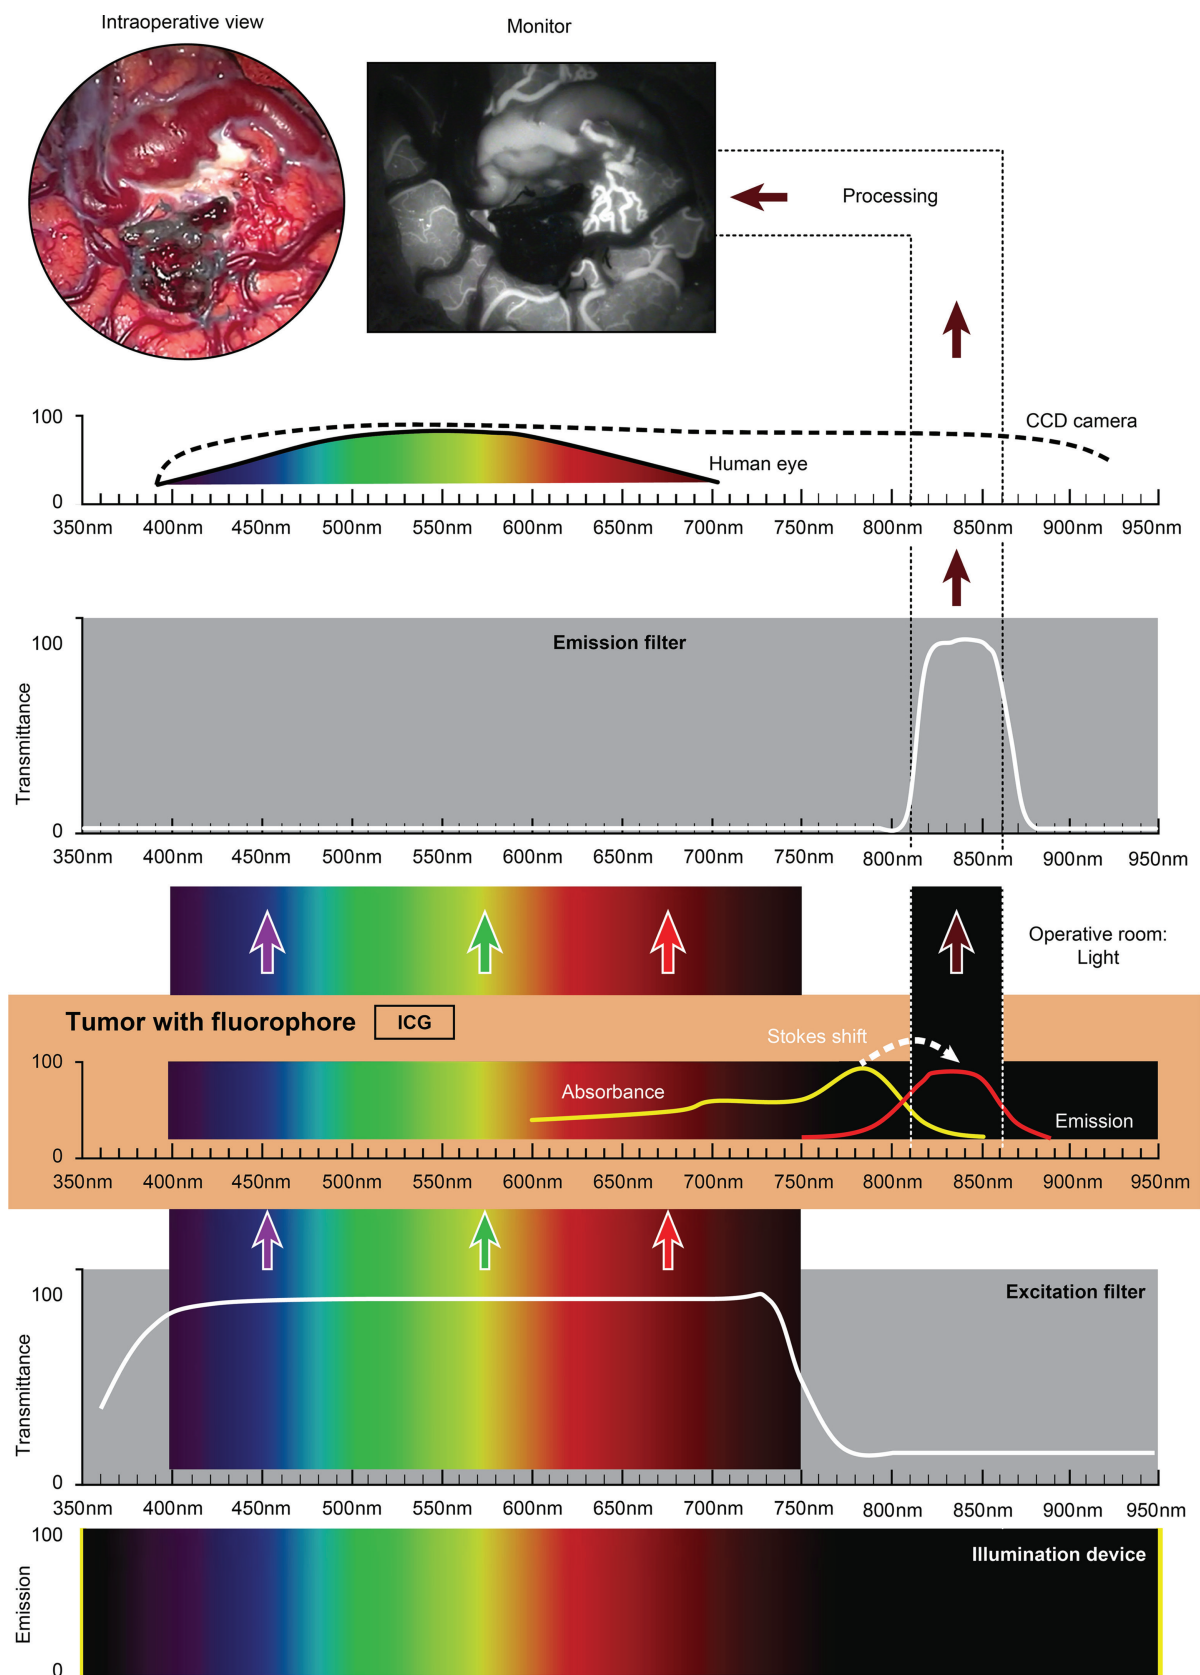 Intraoperative view
Monitor
Processing
100
CCD camera
Human eye
0
350nm 400nm 450nm 500nm 550nm 600nm 650nm 700nm 750nm 800nm 850nm 900nm 950nm
100
Emission filter
Transmittance
0
350nm 400nm 450nm 500nm 550nm 600nm 650nm 700nm 750nm 800nm 850nm 900nm 950nm
Operative room:
Light
Tumor with fluorophore ICG
Stokes shift
100
Absorbance
Emission
0
350nm 400nm 450nm 500nm 550nm 600nm 650nm 700nm 750nm 800nm 850nm 900nm 950nm
Excitation filter
100
Transmittance
0
350nm 400nm 450nm 500nm 550nm 600nm 650nm 700nm 750nm 800nm 850nm 900nm 950nm
100
Illumination device
Emission
0